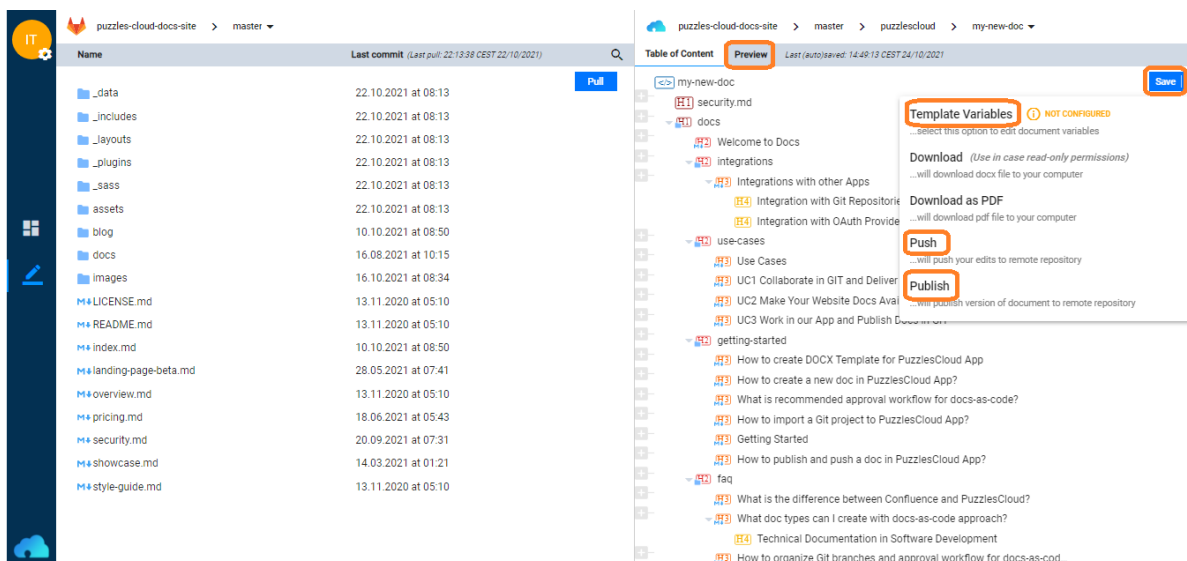 IT
puzzles-cloud-docs-site > master
Name Last commit (Last pull: 22:13:38 CEST 22/10/2021)
Pull
_data 22.10.2021 at 08:13
_includes 22.10.2021 at 08:13
_layouts 22.10.2021 at 08:13
_plugins 22.10.2021 at 08:13
_sass 22.10.2021 at 08:13
assets 22.10.2021 at 08:13
blog 10.10.2021 at 08:50
docs 16.08.2021 at 10:15
images 16.10.2021 at 08:34
M LICENSE.md 13.11.2020 at 05:10
M README.md 13.11.2020 at 05:10
M index.md 10.10.2021 at 08:50
M landing-page-beta.md 28.05.2021 at 07:41
M overview.md 13.11.2020 at 05:10
M pricing.md 18.06.2021 at 05:43
M security.md 20.09.2021 at 07:31
M showcase.md 14.03.2021 at 01:21
M style-guide.md 13.11.2020 at 05:10
puzzles-cloud-docs-site > master > puzzlescloud > my-new-doc
Table of Content Preview Last (auto)saved: 14:49:13 CEST 24/10/2021
Save
</> my-new-doc
H1 security.md
H1 docs
H2 Welcome to Docs
H2 integrations
H3 Integrations with other Apps
H4 Integration with Git Repositorie
H4 Integration with OAuth Provide
H2 use-cases
H3 Use Cases
H3 UC1 Collaborate in GIT and Deliver
H3 UC2 Make Your Website Docs Avai
H3 UC3 Work in our App and Publish Docs in GIT
H2 getting-started
H3 How to create DOCX Template for PuzzlesCloud App
H3 How to create a new doc in PuzzlesCloud App?
H3 What is recommended approval workflow for docs-as-code?
H3 How to import a Git project to PuzzlesCloud App?
H3 Getting Started
H3 How to publish and push a doc in PuzzlesCloud App?
H2 faq
H3 What is the difference between Confluence and PuzzlesCloud?
H3 What doc types can I create with docs-as-code approach?
H4 Technical Documentation in Software Development
H3 How to organize Git branches and approval workflow for docs-as-cod...
Template Variables NOT CONFIGURED
...select this option to edit document variables
Download (Use in case read-only permissions)
...will download docx file to your computer
Download as PDF
...will download pdf file to your computer
Push
...will push your edits to remote repository
Publish
...will publish version of document to remote repository